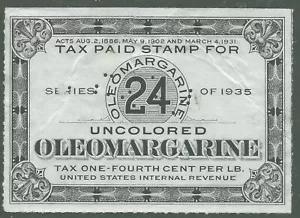 ACTS AUG. 2, 1886, MAY 9, 1902 AND MARCH 4, 1931.
TAX PAID STAMP FOR
OLEOMARGARINE
SERIES 24 OF 1935
UNCOLORED
OLEOMARGARINE
TAX ONE-FOURTH CENT PER LB.
UNITED STATES INTERNAL REVENUE